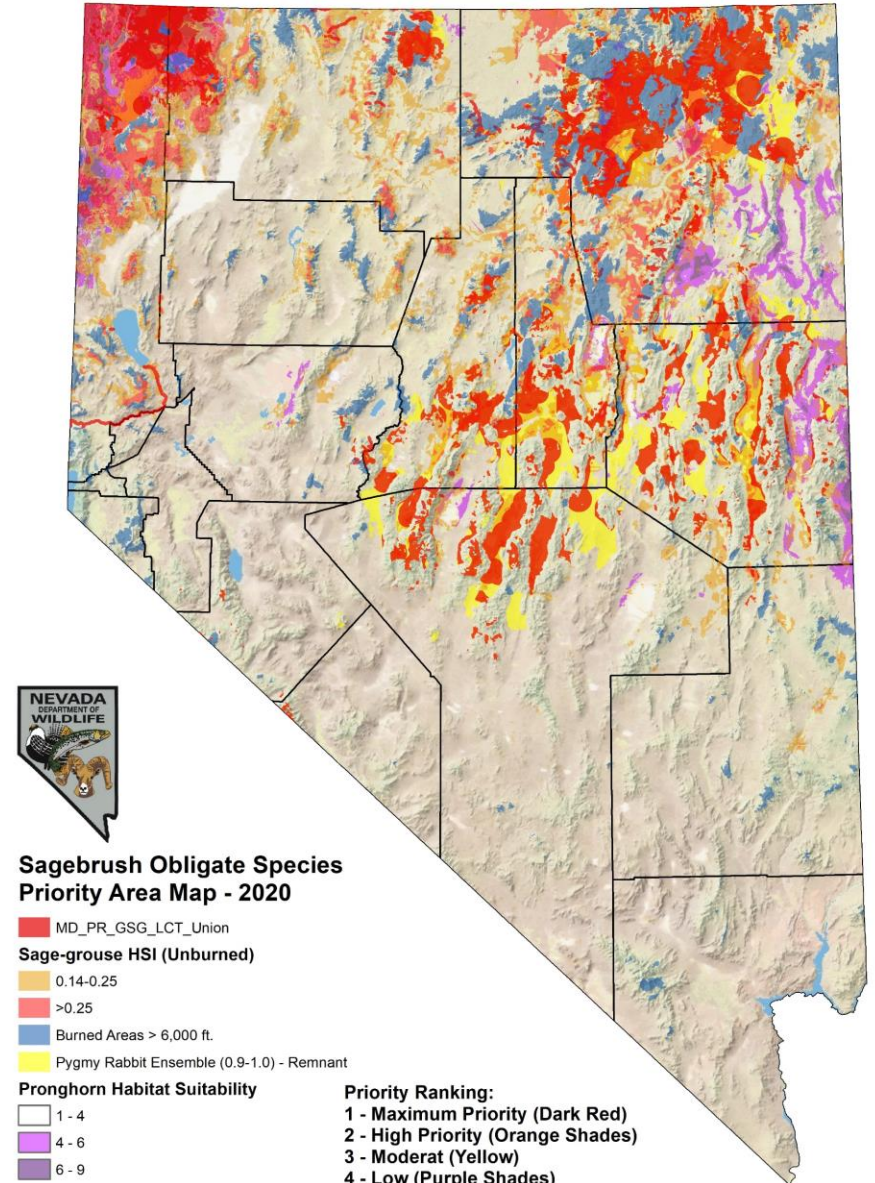 NEVADA
DEPARTMENT OF
WILDLIFE
Sagebrush Obligate Species
Priority Area Map - 2020
MD_PR_GSG_LCT_Union
Sage-grouse HSI (Unburned)
0.14-0.25
>0.25
Burned Areas > 6,000 ft.
Pygmy Rabbit Ensemble (0.9-1.0) - Remnant
Pronghorn Habitat Suitability
1 - 4
4 - 6
6 - 9
Priority Ranking:
1 - Maximum Priority (Dark Red)
2 - High Priority (Orange Shades)
3 - Moderat (Yellow)
4 - Low (Purple Shades)